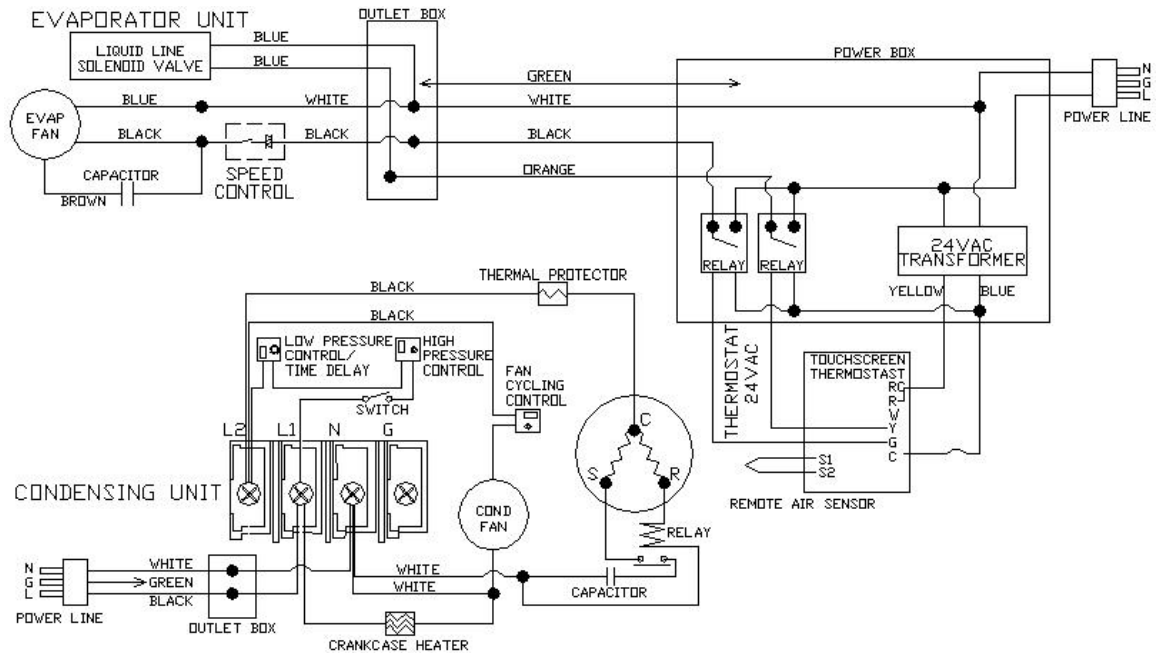 EVAPORATOR UNIT
OUTLET BOX
LIQUID LINE
SOLENOID VALVE
BLUE
BLUE
POWER BOX
GREEN
N
G
L
POWER LINE
EVAP
FAN
BLUE
WHITE
WHITE
BLACK
BLACK
BLACK
SPEED
CONTROL
CAPACITOR
BROWN
ORANGE
RELAY
RELAY
24VAC
TRANSFORMER
YELLOW
BLUE
THERMOSTAT
24VAC
TOUCHSCREEN
THERMOSTAST
RC
R
W
Y
G
C
S1
S2
REMOTE AIR SENSOR
THERMAL PROTECTOR
BLACK
BLACK
LOW PRESSURE
CONTROL/
TIME DELAY
HIGH
PRESSURE
CONTROL
SWITCH
FAN
CYCLING
CONTROL
C
S
R
RELAY
L2
L1
N
G
CONDENSING UNIT
COND
FAN
N
G
L
POWER LINE
WHITE
GREEN
BLACK
OUTLET BOX
WHITE
WHITE
CAPACITOR
CRANKCASE HEATER